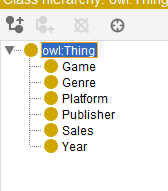 Class hierarchy: owl:Thing
owl:Thing
Game
Genre
Platform
Publisher
Sales
Year